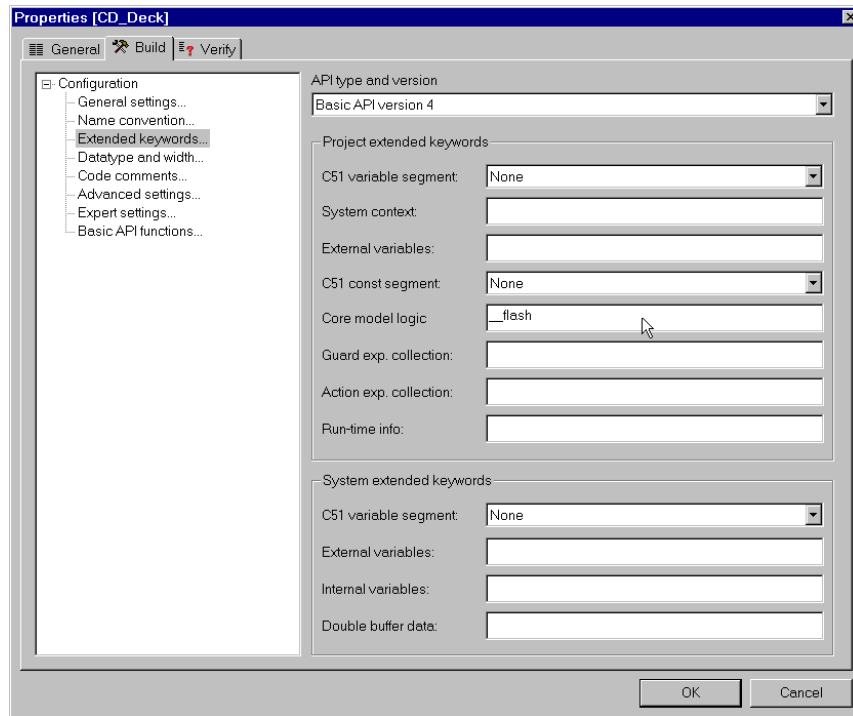 Properties [CD_Deck]
General Build Verify
Configuration
General settings...
Name convention...
Extended keywords...
Datatype and width...
Code comments...
Advanced settings...
Expert settings...
Basic API functions...
API type and version
Basic API version 4
Project extended keywords
C51 variable segment: None
System context:
External variables:
C51 const segment: None
Core model logic __flash
Guard exp. collection:
Action exp. collection:
Run-time info:
System extended keywords
C51 variable segment: None
External variables:
Internal variables:
Double buffer data:
OK Cancel